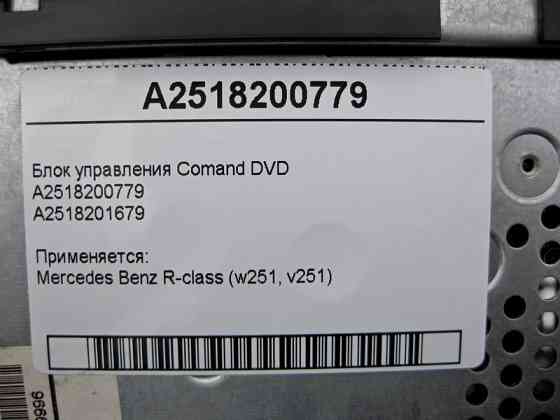 A2518200779
Блок управления Comand DVD
A2518200779
A2518201679
Применяется:
Mercedes Benz R-class (w251, v251)